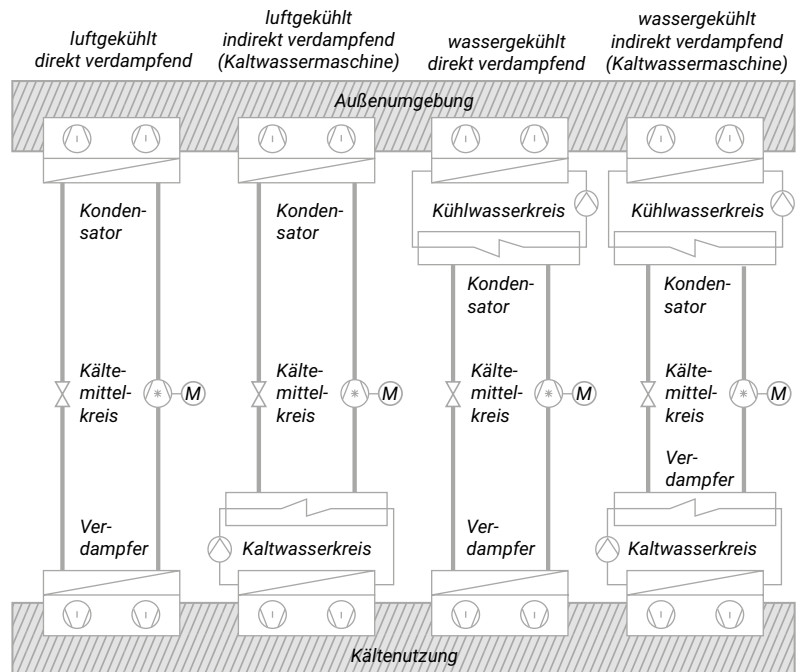 luftgekühlt
direkt verdampfend
luftgekühlt
indirekt verdampfend
(Kaltwassermaschine)
wassergekühlt
direkt verdampfend
wassergekühlt
indirekt verdampfend
(Kaltwassermaschine)
Außenumgebung
Konden-
sator
Kälte-
mittel-
kreis
M
Ver-
dampfer
Konden-
sator
Kälte-
mittel-
kreis
M
Kaltwasserkreis
Kühlwasserkreis
Konden-
sator
Kälte-
mittel-
kreis
M
Ver-
dampfer
Kühlwasserkreis
Konden-
sator
Kälte-
mittel-
kreis
M
Ver-
dampfer
Kaltwasserkreis
Kältenutzung